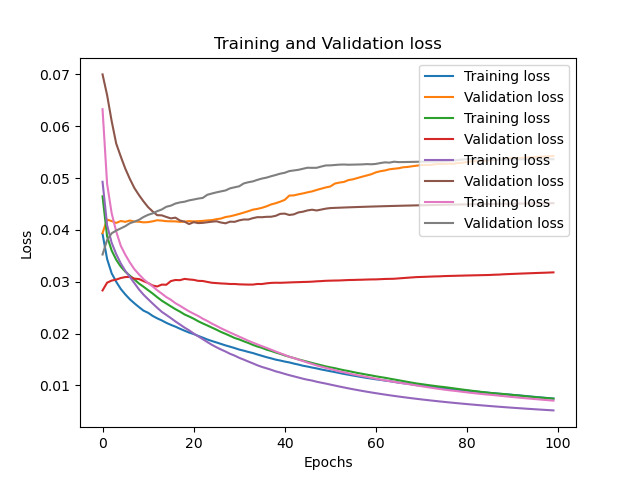 Training and Validation loss
0.07
0.06
0.05
0.04
0.03
0.02
0.01
Loss
Training loss
Validation loss
Training loss
Validation loss
Training loss
Validation loss
Training loss
Validation loss
0 20 40 60 80 100
Epochs